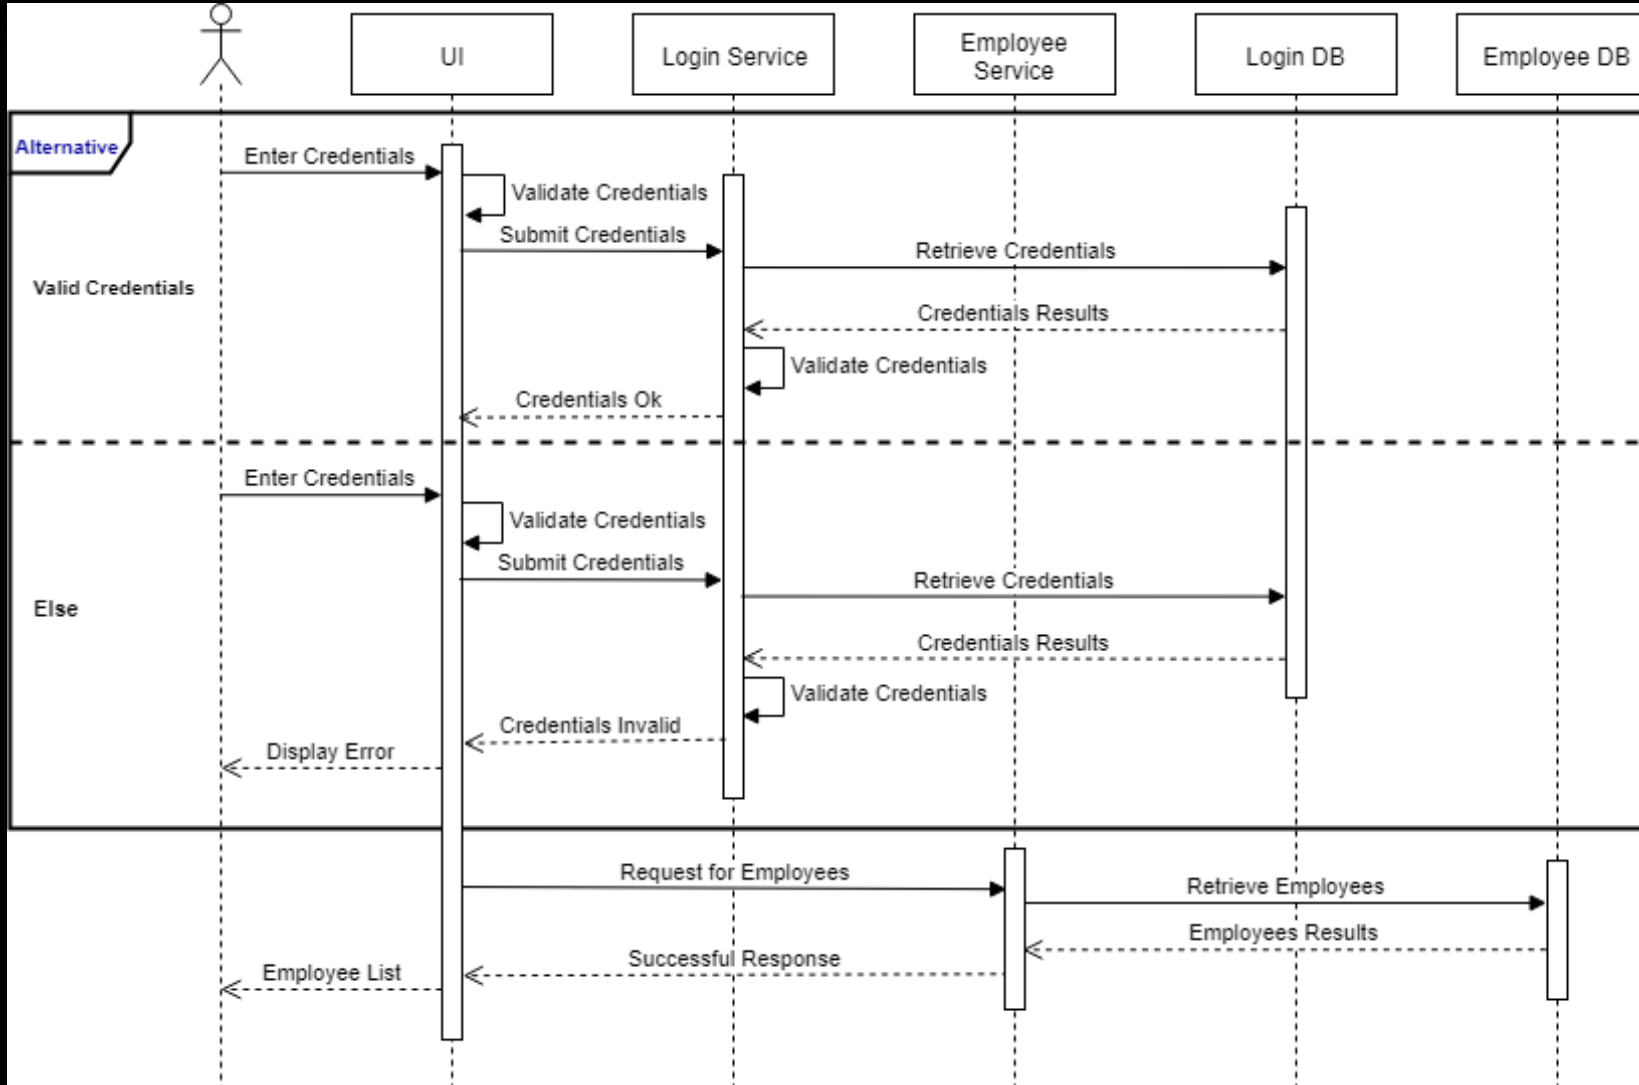 UI
Login Service
Employee
Service
Login DB
Employee DB
Alternative
Enter Credentials
Validate Credentials
Submit Credentials
Retrieve Credentials
Valid Credentials
Credentials Results
Validate Credentials
Credentials Ok
Enter Credentials
Validate Credentials
Submit Credentials
Retrieve Credentials
Else
Credentials Results
Validate Credentials
Credentials Invalid
Display Error
Request for Employees
Retrieve Employees
Employees Results
Successful Response
Employee List